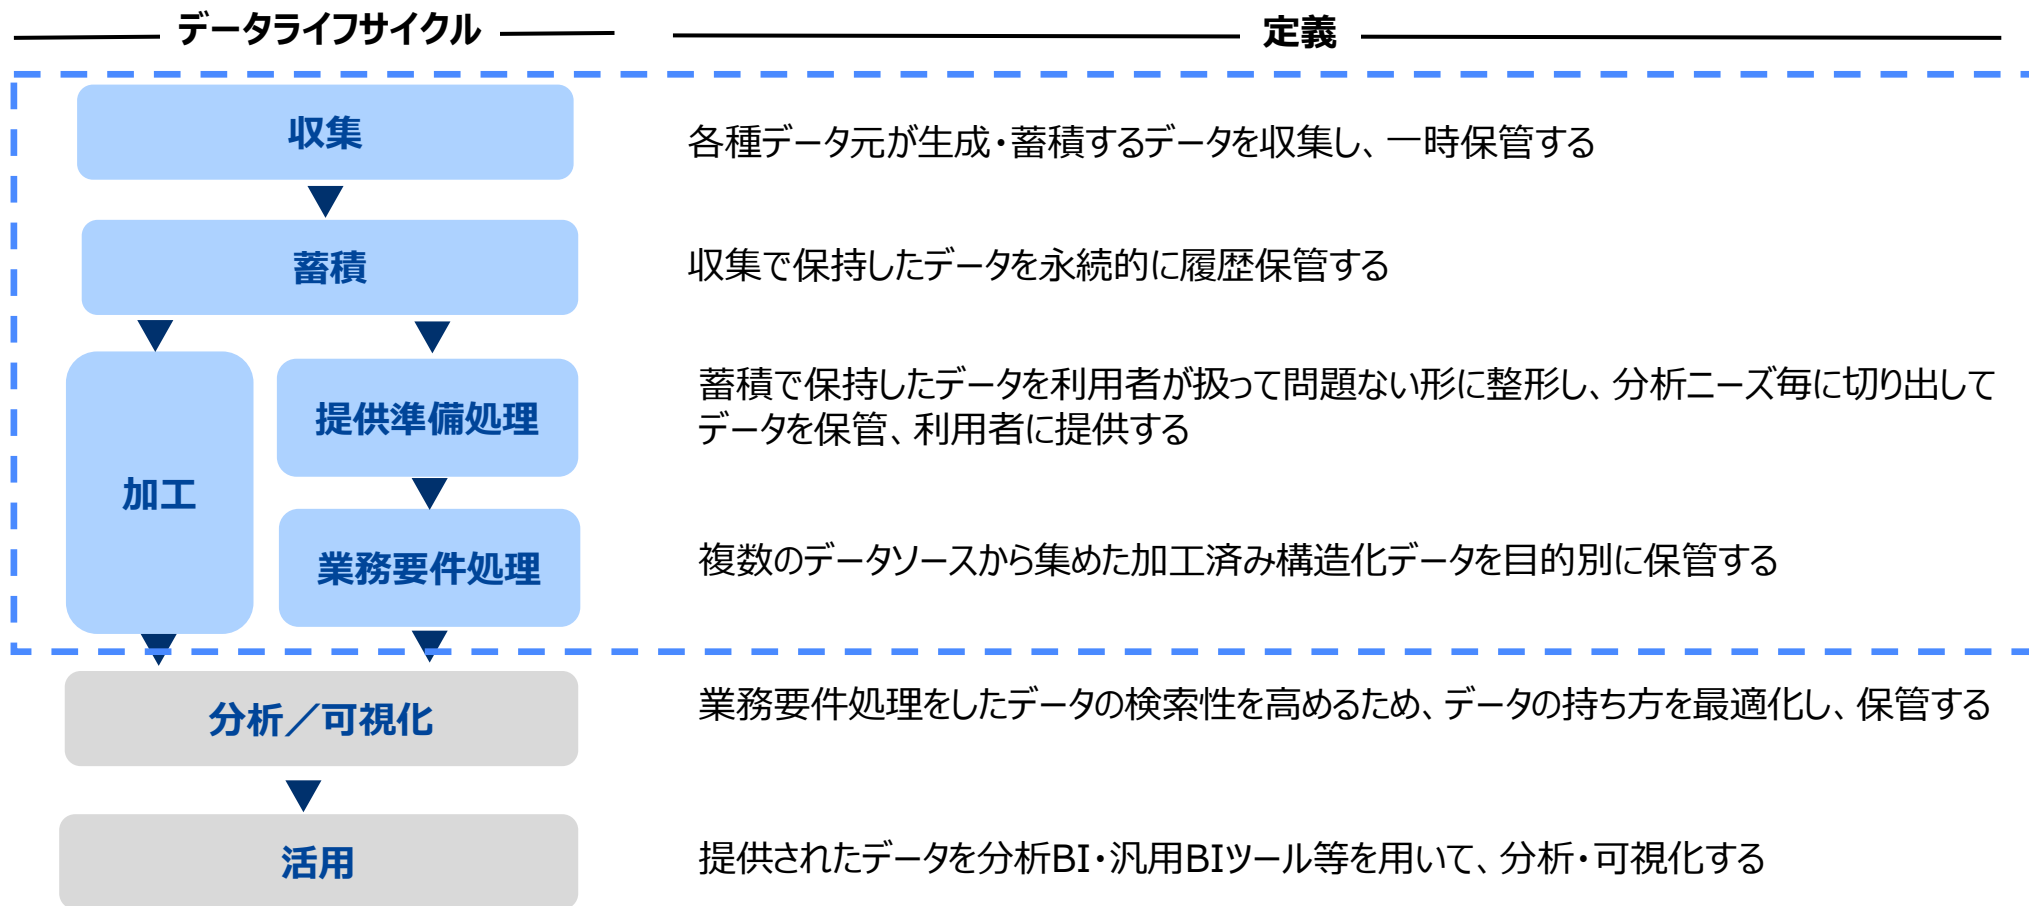 データライフサイクル
定義
収集
各種データ元が生成・蓄積するデータを収集し、一時保管する
蓄積
収集で保持したデータを永続的に履歴保管する
加工
提供準備処理
蓄積で保持したデータを利用者が扱って問題ない形に整形し、分析ニーズ毎に切り出して
データを保管、利用者に提供する
業務要件処理
複数のデータソースから集めた加工済み構造化データを目的別に保管する
分析／可視化
業務要件処理をしたデータの検索性を高めるため、データの持ち方を最適化し、保管する
活用
提供されたデータを分析BI・汎用BIツール等を用いて、分析・可視化する